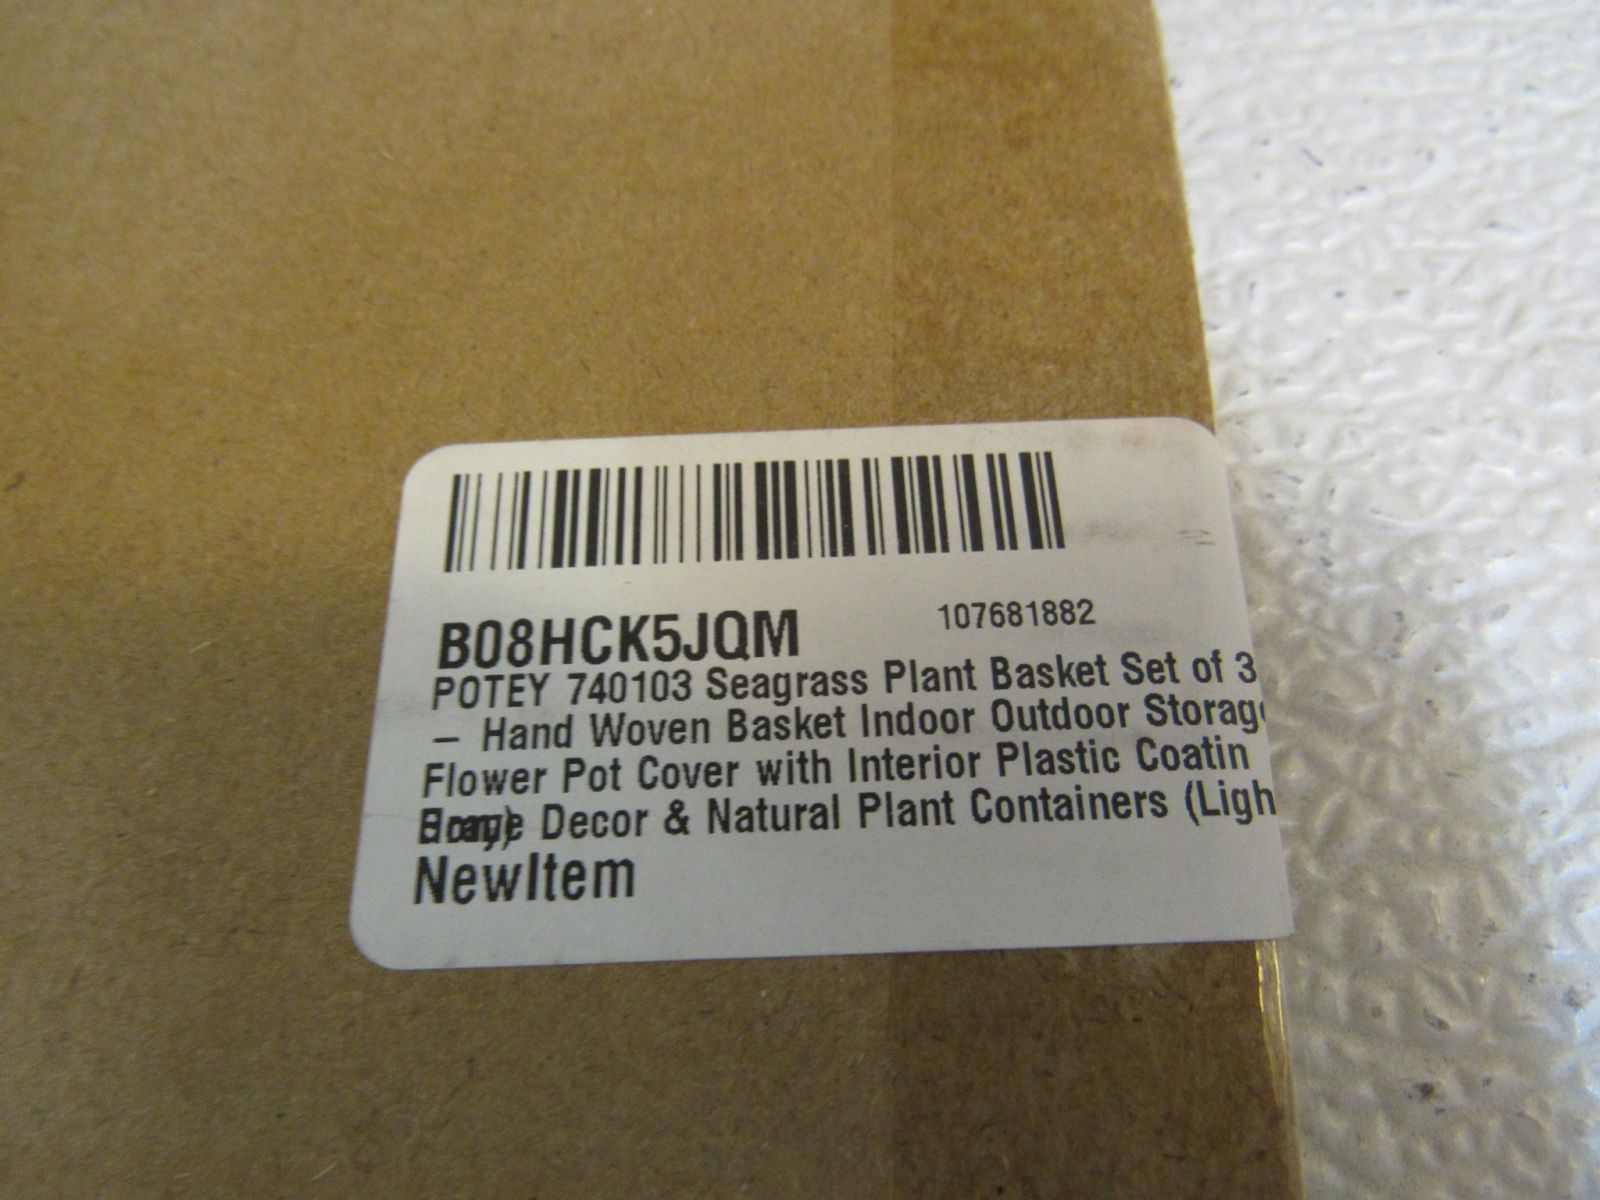 B08HCK5JQM 107681882
POTEY 740103 Seagrass Plant Basket Set of 3
– Hand Woven Basket Indoor Outdoor Storag
Flower Pot Cover with Interior Plastic Coatin
Decor & Natural Plant Containers (Ligh
NewItem